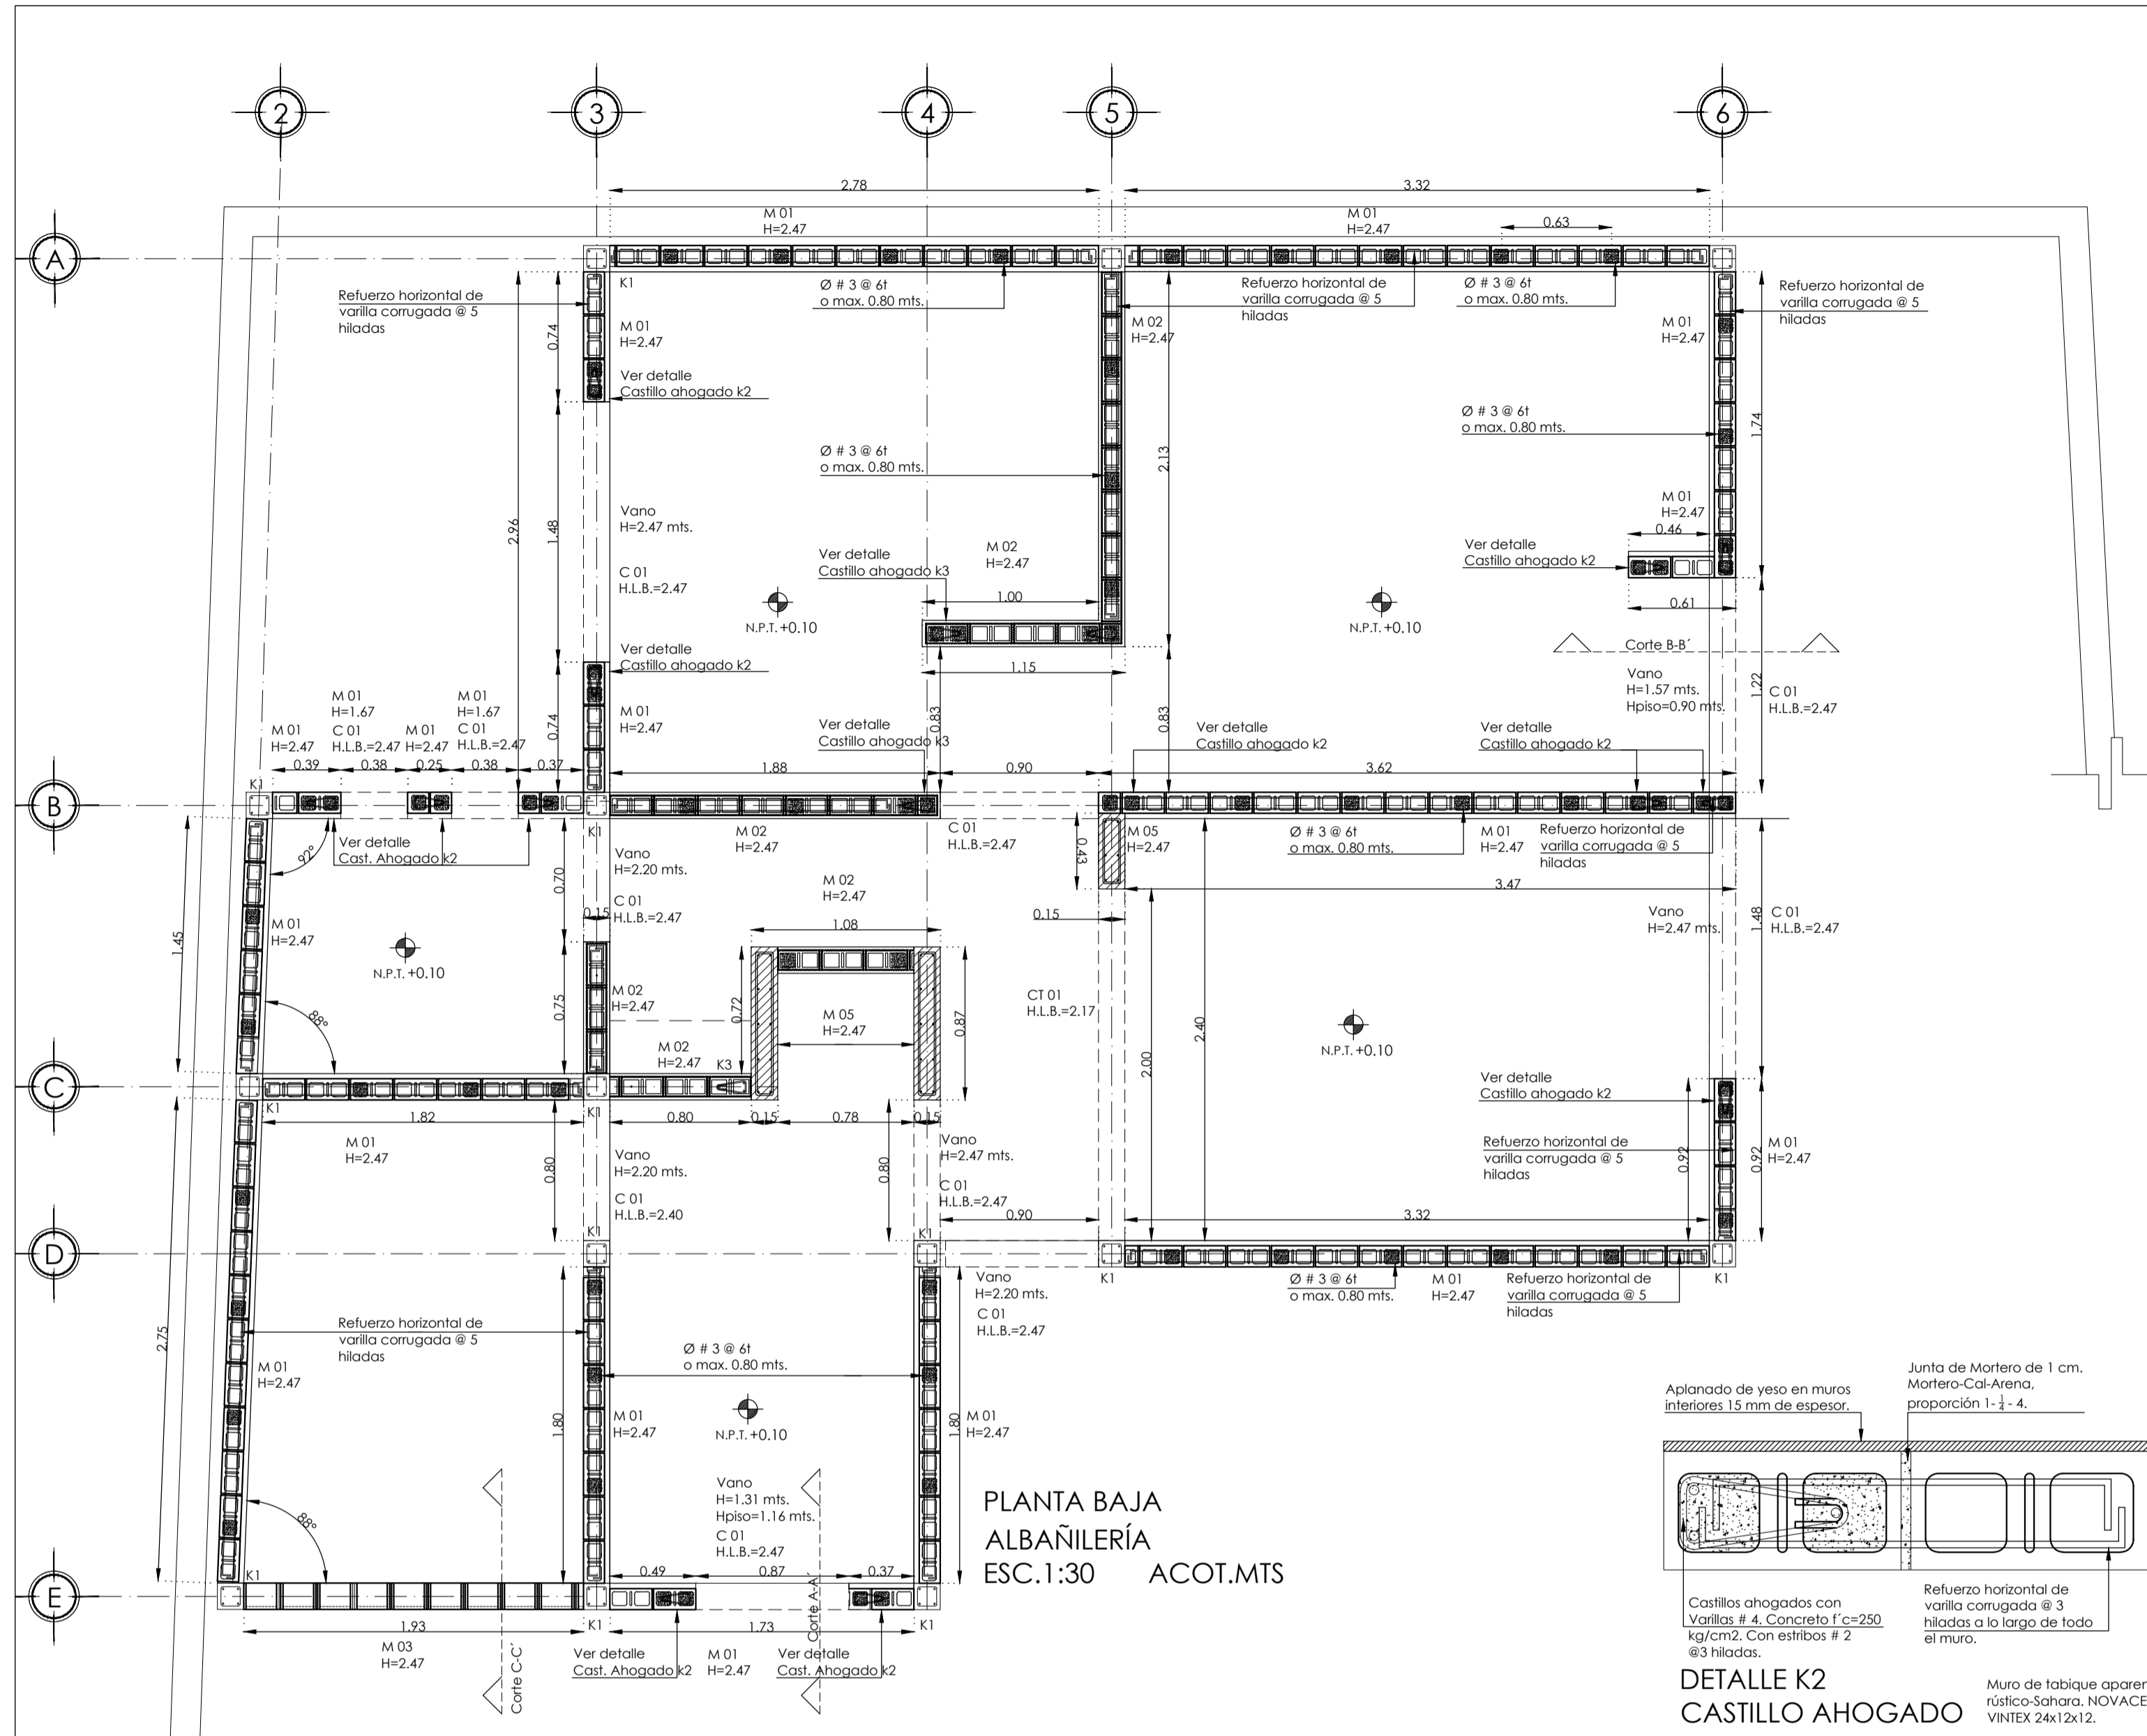 2
3
4
5
6
2.78
3.32
M 01
H=2.47
M 01
H=2.47
0.63
A
K1
Refuerzo horizontal de
varilla corrugada @ 5
hiladas
0.74
M 01
H=2.47
Ø # 3 @ 6t
o max. 0.80 mts.
M 02
H=2.47
Refuerzo horizontal de
varilla corrugada @ 5
hiladas
Ø # 3 @ 6t
o max. 0.80 mts.
M 01
H=2.47
Refuerzo horizontal de
varilla corrugada @ 5
hiladas
Ver detalle
Castillo ahogado k2
Ø # 3 @ 6t
o max. 0.80 mts.
2.13
Ø # 3 @ 6t
o max. 0.80 mts.
1.74
2.96
1.48
Vano
H=2.47 mts.
C 01
H.L.B.=2.47
Ver detalle
Castillo ahogado k3
M 02
H=2.47
1.00
M 01
H=2.47
0.46
Ver detalle
Castillo ahogado k2
0.61
N.P.T. +0.10
N.P.T. +0.10
Ver detalle
Castillo ahogado k2
1.15
Corte B-B´
Vano
H=1.57 mts.
Hpiso=0.90 mts.
1.22
C 01
H.L.B.=2.47
M 01
H=2.47
M 01
H=1.67
C 01
H.L.B.=2.47
M 01
H=2.47
M 01
H=1.67
C 01
H.L.B.=2.47
0.74
M 01
H=2.47
Ver detalle
Castillo ahogado k3
0.83
0.83
Ver detalle
Castillo ahogado k2
Ver detalle
Castillo ahogado k2
0.39
0.38
0.25
0.38
0.37
1.88
0.90
3.62
B
K1
K1
92°
Ver detalle
Cast. Ahogado k2
0.70
Vano
H=2.20 mts.
M 02
H=2.47
C 01
H.L.B.=2.47
0.43
M 05
H=2.47
Ø # 3 @ 6t
o max. 0.80 mts.
M 01
H=2.47
Refuerzo horizontal de
varilla corrugada @ 5
hiladas
3.47
1.45
M 01
H=2.47
N.P.T. +0.10
0.15
C 01
H.L.B.=2.47
M 02
H=2.47
1.08
0.15
Vano
H=2.47 mts.
1.48
C 01
H.L.B.=2.47
88°
0.75
M 02
H=2.47
0.72
M 05
H=2.47
0.87
CT 01
H.L.B.=2.17
2.00
2.40
N.P.T. +0.10
M 02
H=2.47
K3
C
K1
1.82
K1
0.80
0.15
0.78
0.15
Ver detalle
Castillo ahogado k2
M 01
H=2.47
0.80
Vano
H=2.20 mts.
C 01
H.L.B.=2.40
0.80
Vano
H=2.47 mts.
C 01
H.L.B.=2.47
0.90
Refuerzo horizontal de
varilla corrugada @ 5
hiladas
0.92
0.92
M 01
H=2.47
3.32
D
K1
K1
K1
K1
Vano
H=2.20 mts.
C 01
H.L.B.=2.47
Ø # 3 @ 6t
o max. 0.80 mts.
M 01
H=2.47
Refuerzo horizontal de
varilla corrugada @ 5
hiladas
2.75
Refuerzo horizontal de
varilla corrugada @ 5
hiladas
M 01
H=2.47
Ø # 3 @ 6t
o max. 0.80 mts.
1.80
M 01
H=2.47
N.P.T. +0.10
1.80
M 01
H=2.47
Vano
H=1.31 mts.
Hpiso=1.16 mts.
C 01
H.L.B.=2.47
88°
0.49
0.87
0.37
E
K1
K1
K1
1.93
M 03
H=2.47
Corte C-C´
1.73
Corte A-A´
Ver detalle
Cast. Ahogado k2
M 01
H=2.47
Ver detalle
Cast. Ahogado k2
PLANTA BAJA
ALBAÑILERÍA
ESC.1:30 ACOT.MTS
Aplanado de yeso en muros
interiores 15 mm de espesor.
Junta de Mortero de 1 cm.
Mortero-Cal-Arena,
proporción 1- 1/4 - 4.
Castillos ahogados con
Varillas # 4. Concreto f´c=250
kg/cm2. Con estribos # 2
@3 hiladas.
Refuerzo horizontal de
varilla corrugada @ 3
hiladas a lo largo de todo
el muro.
DETALLE K2
CASTILLO AHOGADO
Muro de tabique aparen
rústico-Sahara. NOVACE
VINTEX 24x12x12.